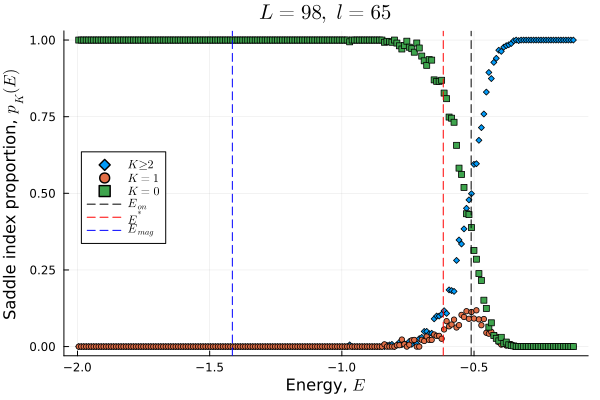 L = 98, l = 65
Saddle index proportion, p_K(E)
1.00
0.75
0.50
0.25
0.00
K≥2
K = 1
K = 0
E_on
E^*
E_mag
−2.0 −1.5 −1.0 −0.5
Energy, E